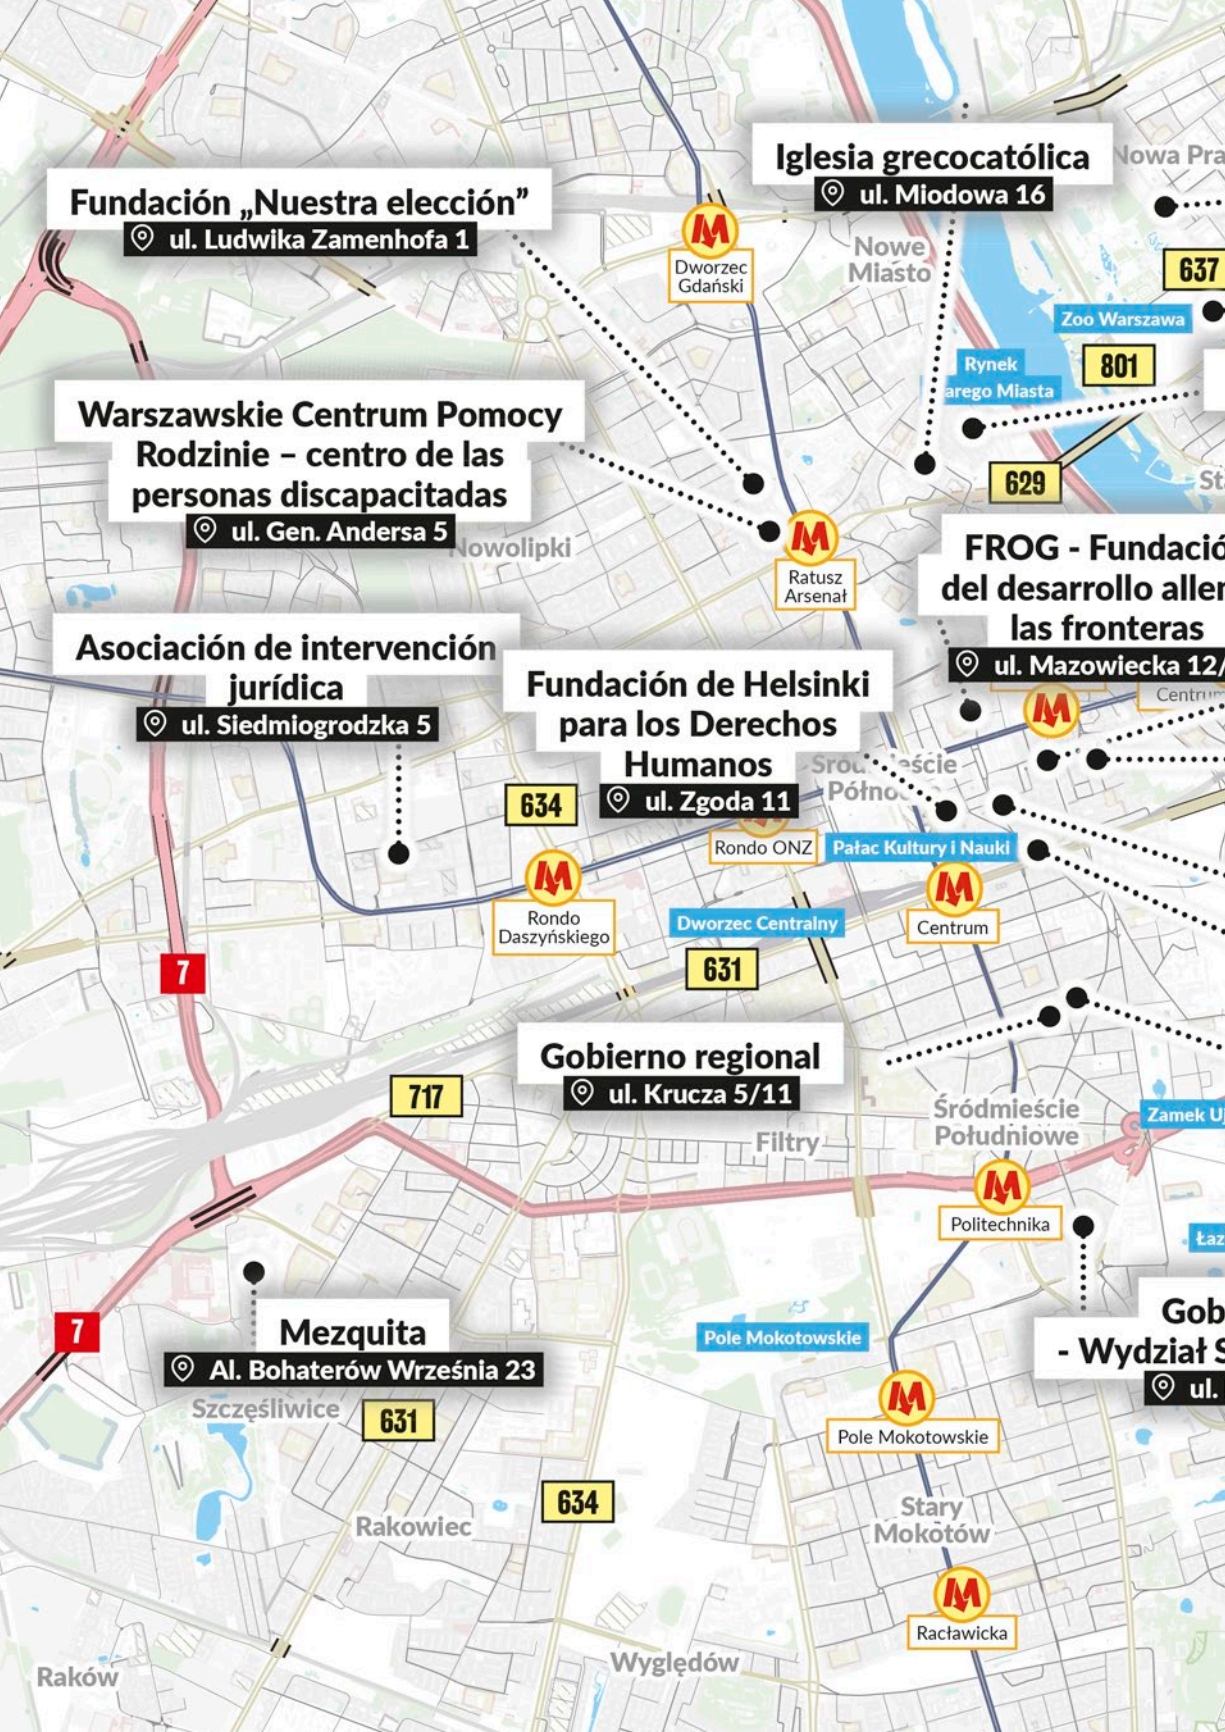 Iglesia grecocatólica
ul. Miodowa 16
Nowa Pra
Fundación „Nuestra elección”
ul. Ludwika Zamenhofa 1
Dworzec
Gdański
Nowe
Miasto
637
Zoo Warszawa
801
Rynek
arego Miasta
Warszawskie Centrum Pomocy
Rodzinie – centro de las
personas discapacitadas
ul. Gen. Andersa 5
Nowolipki
629
Ratusz
Arsenał
FROG - Fundació
del desarrollo aller
las fronteras
ul. Mazowiecka 12/
Centrum
Asociación de intervención
jurídica
ul. Siedmiogrodzka 5
Fundación de Helsinki
para los Derechos
Humanos
ul. Zgoda 11
634
Rondo ONZ
Pałac Kultury i Nauki
Rondo
Daszyńskiego
Centrum
Dworzec Centralny
631
7
Gobierno regional
ul. Krucza 5/11
717
Śródmieście
Południowe
Zamek Uj
Filtry
Politechnika
Łaz
Mezquita
Al. Bohaterów Września 23
7
Szczęśliwice
631
Pole Mokotowskie
Gob
- Wydział S
ul.
Pole Mokotowskie
634
Rakowiec
Stary
Mokotów
Racławicka
Wyględów
Raków